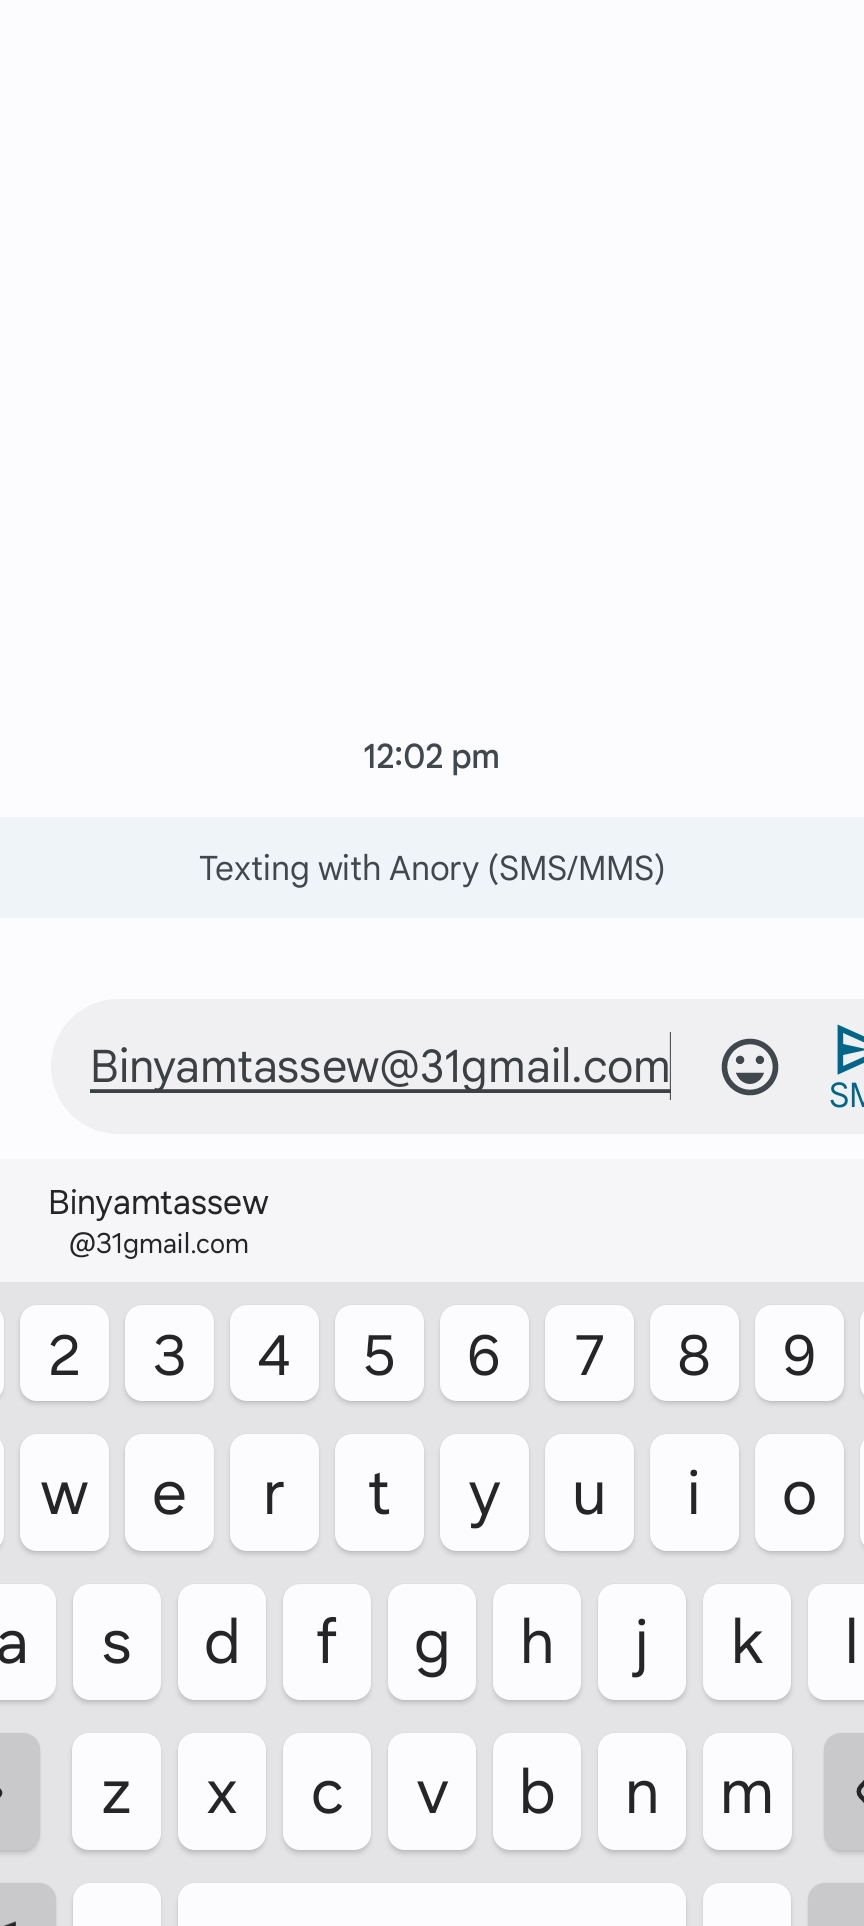 12:02 pm
Texting with Anory (SMS/MMS)
Binyamtassew@31gmail.com
SM
Binyamtassew
@31gmail.com
2 3 4 5 6 7 8 9
w e r t y u i o
a s d f g h j k l
z x c v b n m